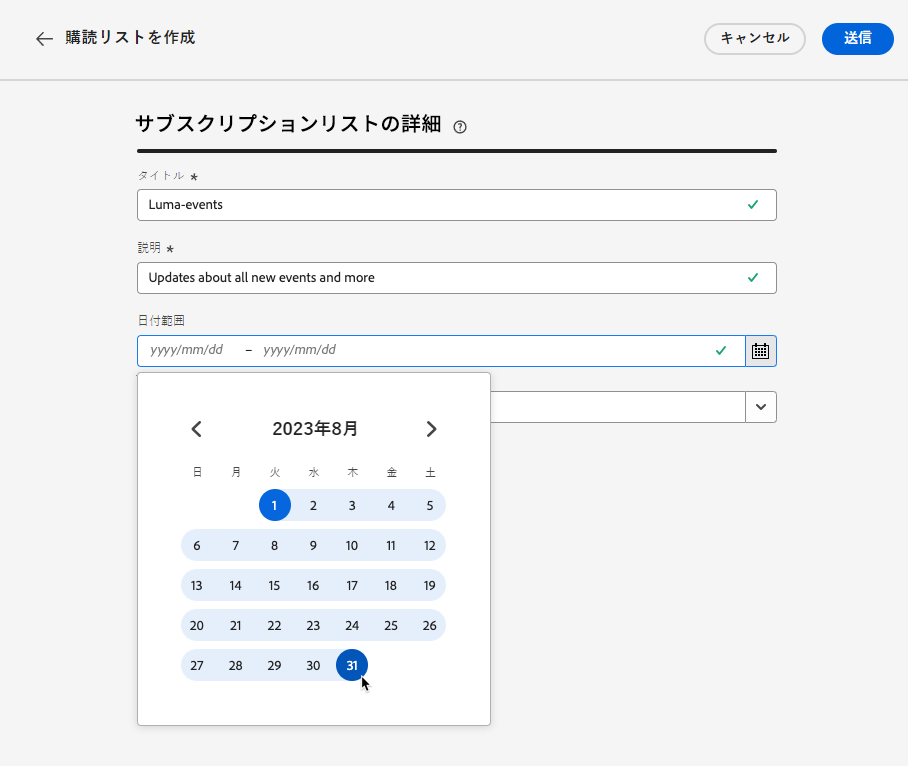 購読リストを作成
キャンセル
送信
サブスクリプションリストの詳細
タイトル *
Luma-events
説明 *
Updates about all new events and more
日付範囲
yyyy/mm/dd – yyyy/mm/dd
2023年8月
日 月 火 水 木 金 土
1 2 3 4 5
6 7 8 9 10 11 12
13 14 15 16 17 18 19
20 21 22 23 24 25 26
27 28 29 30 31